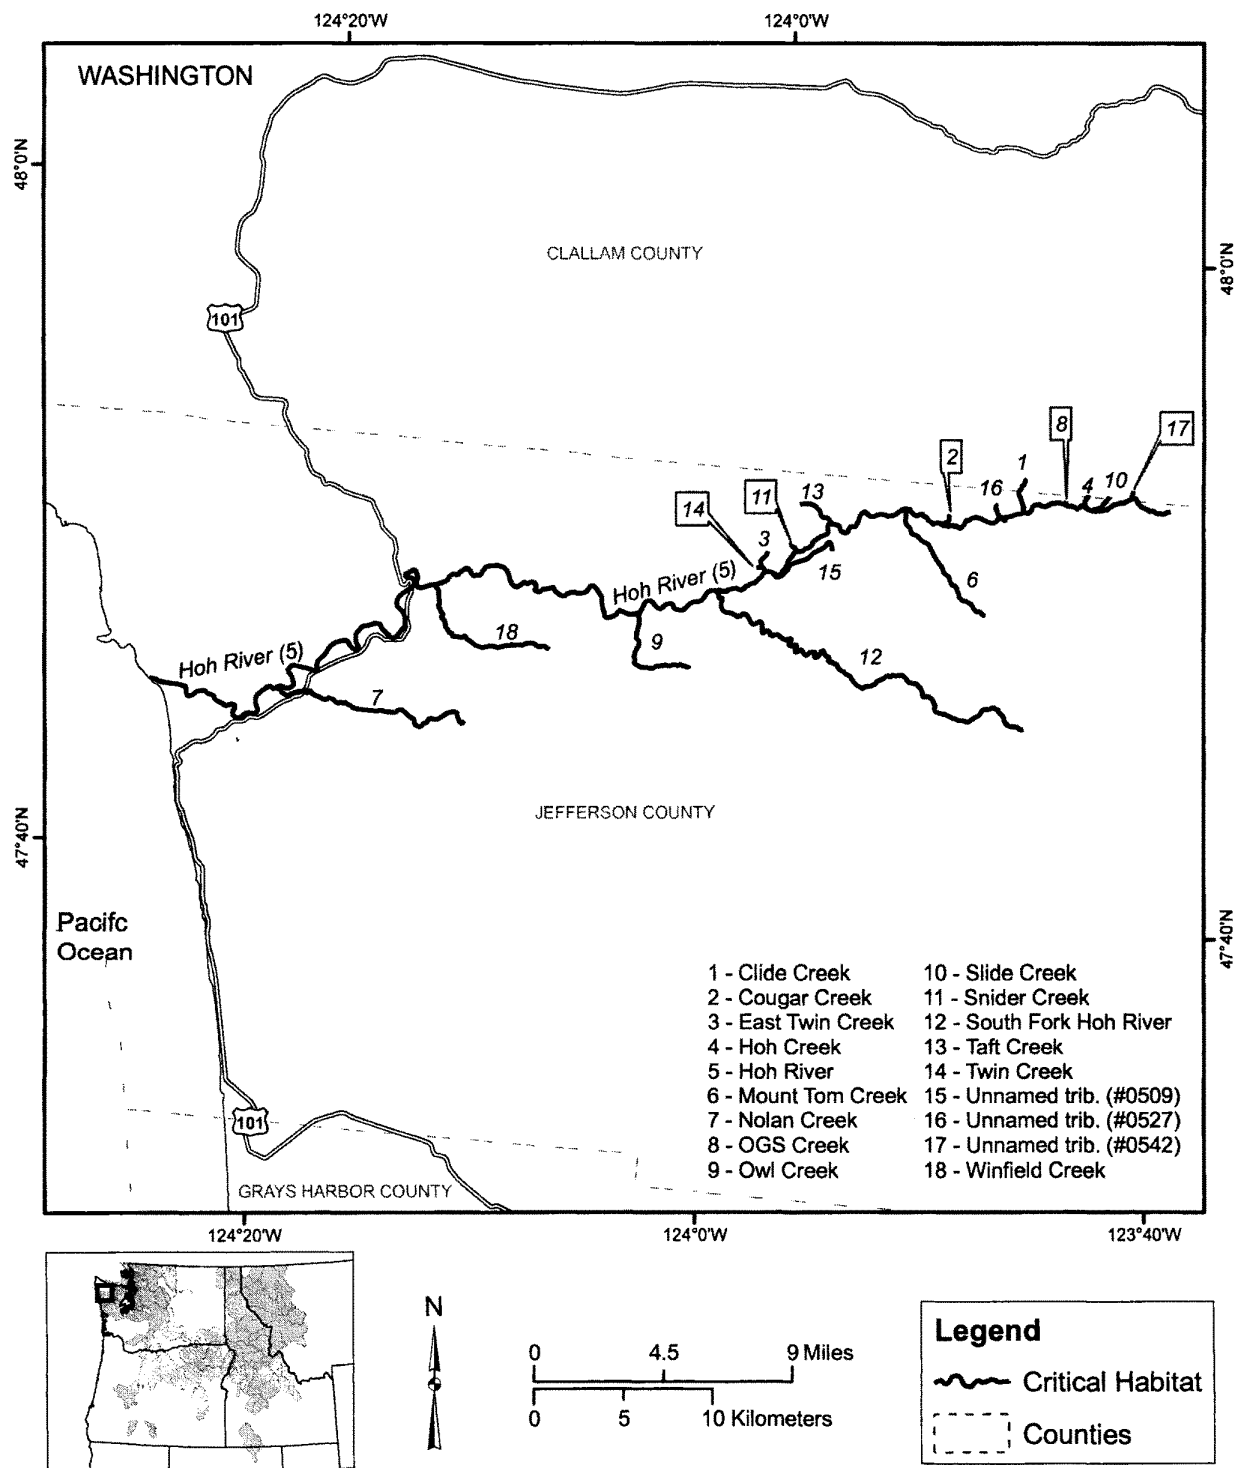 124°20'W
124°0'W
WASHINGTON
48°0'N
48°0'N
CLALLAM COUNTY
101
8
17
2
1
16
4
10
13
11
14
3
15
6
Hoh River (5)
18
9
12
Hoh River (5)
7
JEFFERSON COUNTY
47°40'N
47°40'N
Pacifc
Ocean
1 - Clide Creek
2 - Cougar Creek
3 - East Twin Creek
4 - Hoh Creek
5 - Hoh River
6 - Mount Tom Creek
7 - Nolan Creek
8 - OGS Creek
9 - Owl Creek
10 - Slide Creek
11 - Snider Creek
12 - South Fork Hoh River
13 - Taft Creek
14 - Twin Creek
15 - Unnamed trib. (#0509)
16 - Unnamed trib. (#0527)
17 - Unnamed trib. (#0542)
18 - Winfield Creek
101
GRAYS HARBOR COUNTY
124°20'W
124°0'W
123°40'W
N
0 4.5 9 Miles
0 5 10 Kilometers
Legend
Critical Habitat
Counties